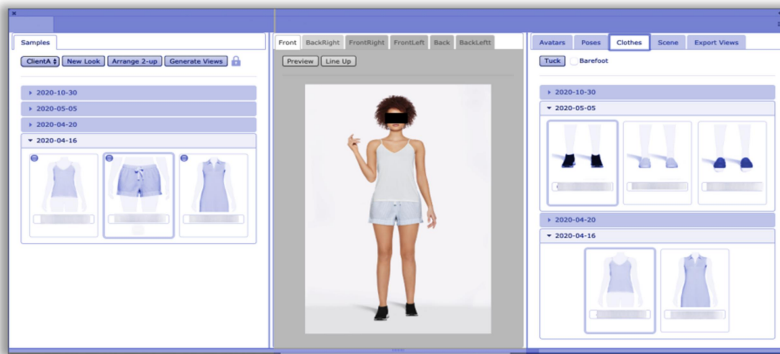 Samples
ClientA New Look Arrange 2-up Generate Views
2020-10-30
2020-05-05
2020-04-20
2020-04-16
Front BackRight FrontRight FrontLeft Back BackLeftt
Preview Line Up
Avatars Poses Clothes Scene Export Views
Tuck Barefoot
2020-10-30
2020-05-05
2020-04-20
2020-04-16